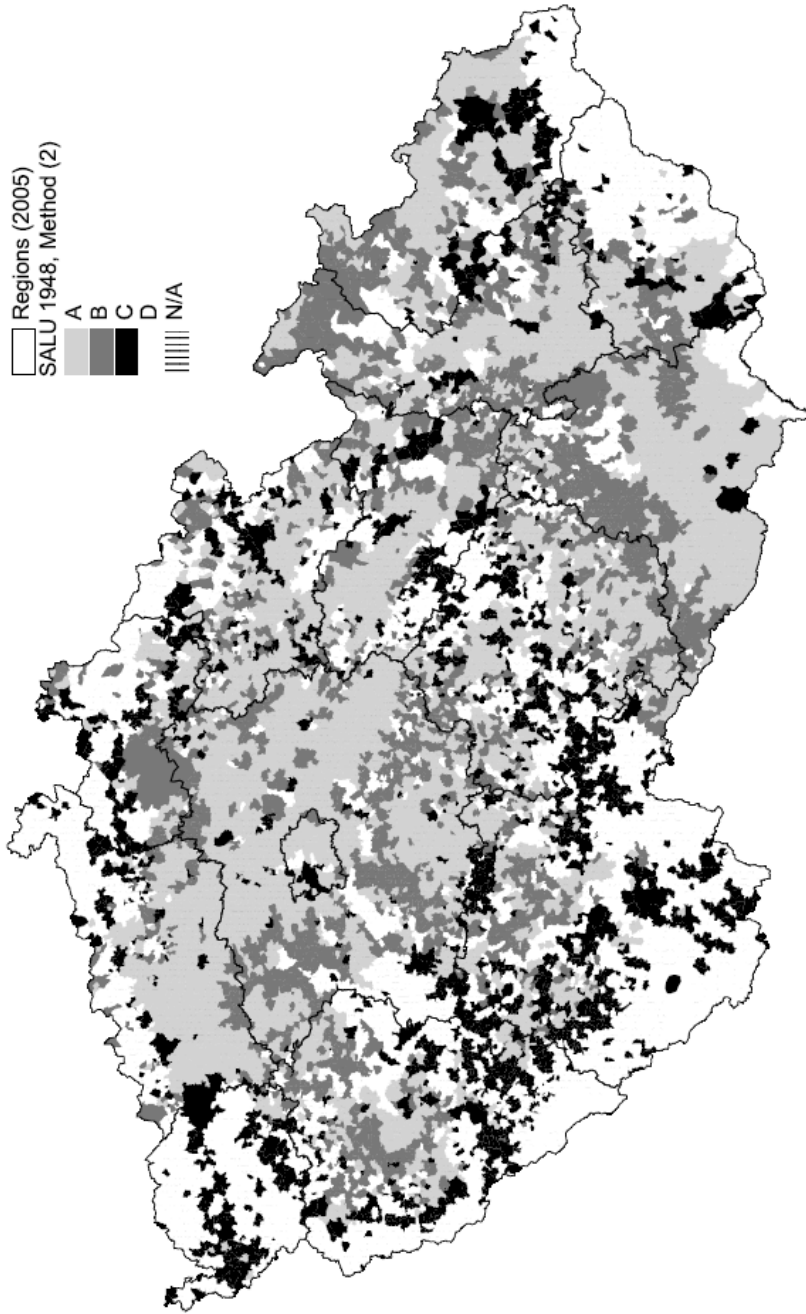 Regions (2005)
SALU 1948, Method (2)
A
B
C
D
N/A